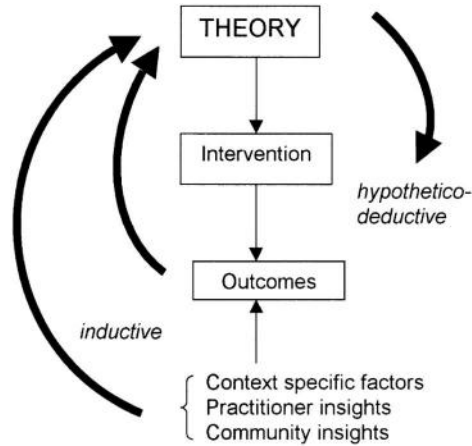 THEORY
Intervention
hypothetico-
deductive
Outcomes
inductive
Context specific factors
Practitioner insights
Community insights